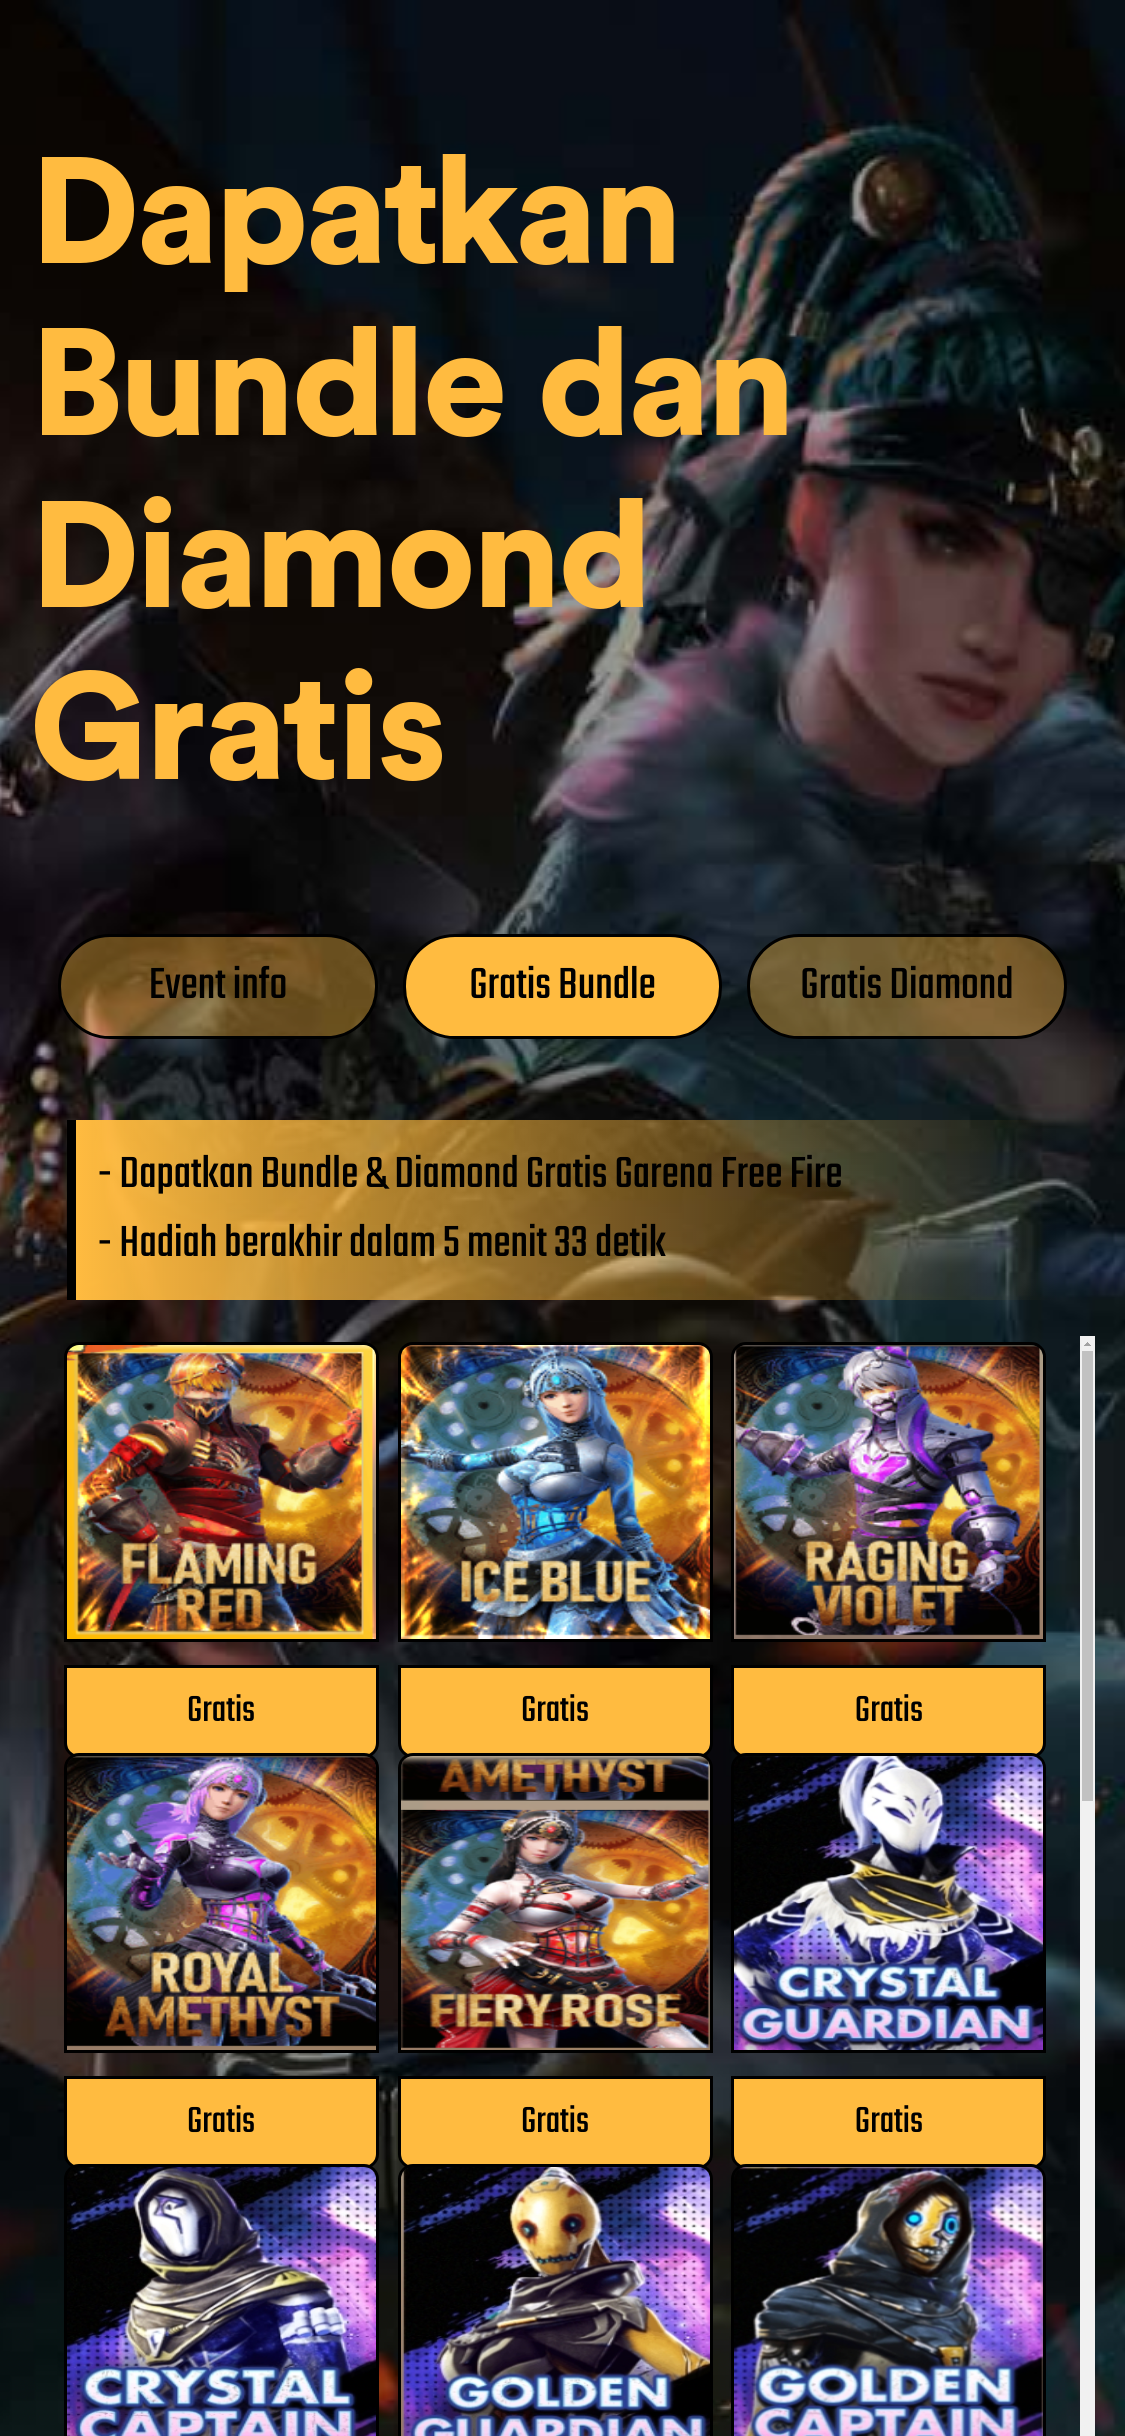 Dapatkan
Bundle dan
Diamond
Gratis
Event info
Gratis Bundle
Gratis Diamond
- Dapatkan Bundle & Diamond Gratis Garena Free Fire
- Hadiah berakhir dalam 5 menit 33 detik
FLAMING
RED
ICE BLUE
RAGING
VIOLET
Gratis
Gratis
Gratis
ROYAL
AMETHYST
AMETHYST
FIERY ROSE
CRYSTAL
GUARDIAN
Gratis
Gratis
Gratis
CRYSTAL
CAPTAIN
GOLDEN
GUARDIAN
GOLDEN
CAPTAIN